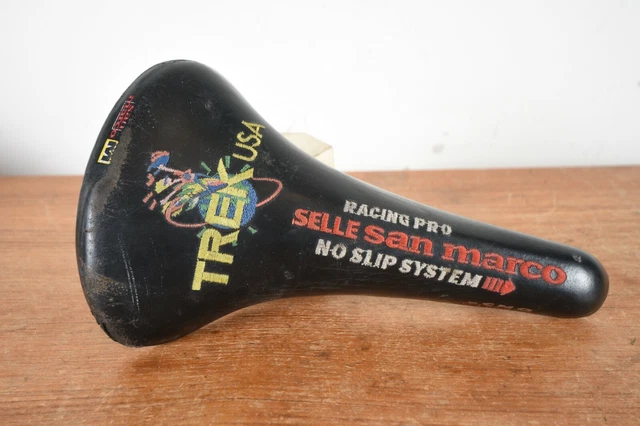 TREK USA
RACING PRO
SELLE san marco
NO SLIP SYSTEM